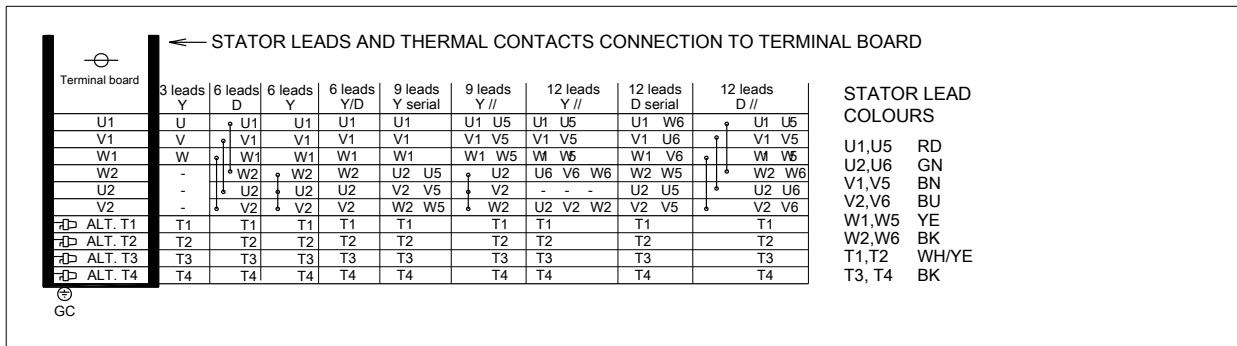 STATOR LEADS AND THERMAL CONTACTS CONNECTION TO TERMINAL BOARD
Terminal board 3 leads Y 6 leads D 6 leads Y 6 leads Y/D 9 leads Y serial 9 leads Y // 12 leads Y // 12 leads D serial 12 leads D //
U1 U U1 U1 U1 U1 U1 U5 U1 U5 U1 W6 U1 U5
V1 V V1 V1 V1 V1 V1 V5 V1 V5 V1 U6 V1 V5
W1 W W1 W1 W1 W1 W1 W5 W1 W5 W1 V6 W1 W5
W2 - W2 W2 W2 U2 U5 U2 U6 V6 W6 W2 W5 W2 W6
U2 - U2 U2 U2 V2 V5 V2 - - - U2 U5 U2 U6
V2 - V2 V2 V2 W2 W5 W2 U2 V2 W2 V2 V5 V2 V6
ALT. T1 T1 T1 T1 T1 T1 T1 T1 T1 T1
ALT. T2 T2 T2 T2 T2 T2 T2 T2 T2 T2
ALT. T3 T3 T3 T3 T3 T3 T3 T3 T3 T3
ALT. T4 T4 T4 T4 T4 T4 T4 T4 T4 T4
GC
STATOR LEAD
COLOURS
U1,U5 RD
U2,U6 GN
V1,V5 BN
V2,V6 BU
W1,W5 YE
W2,W6 BK
T1,T2 WH/YE
T3, T4 BK